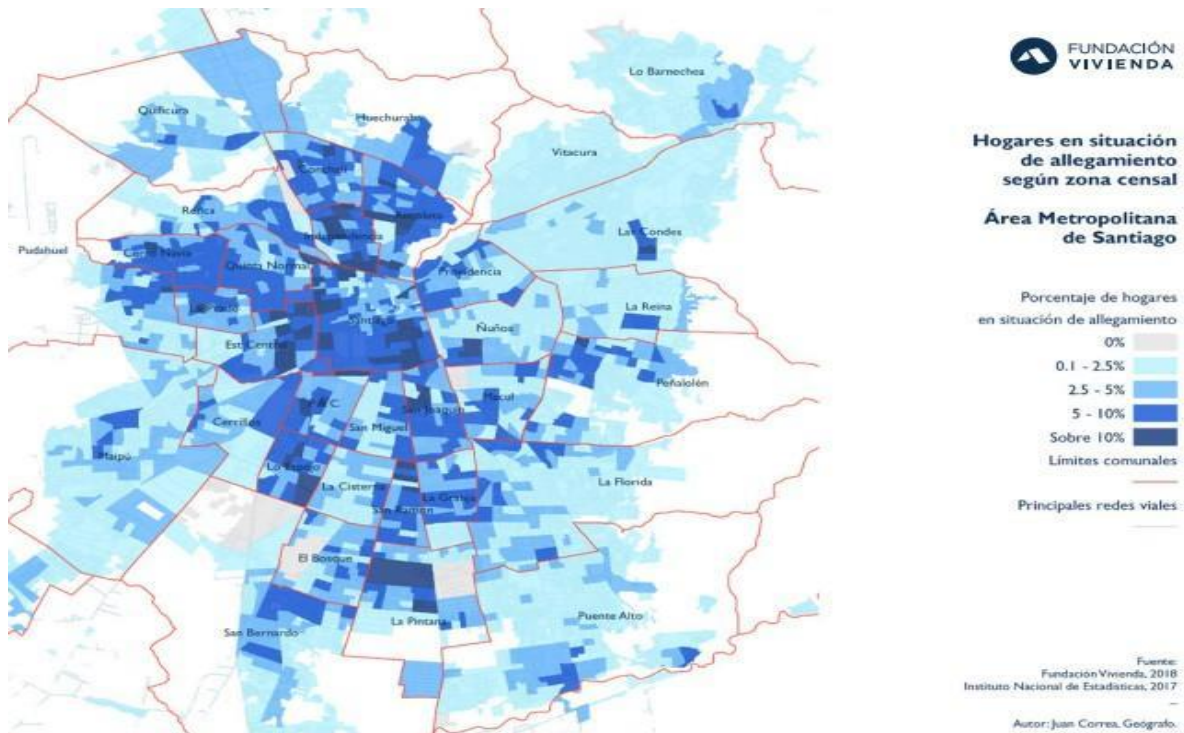 Lo Barnechea
Quilicura
Huechuraba
Vitacura
Conchalí
Renca
Recoleta
Independencia
Las Condes
Pudahuel
Cerro Navia
Quinta Normal
Providencia
La Reina
Lo Prado
Santiago
Ñuñoa
Est. Central
Peñalolén
P.A.C.
San Joaquín
Macul
Cerrillos
San Miguel
Maipú
Lo Espejo
La Cisterna
La Granja
La Florida
San Ramón
El Bosque
La Pintana
Puente Alto
San Bernardo
FUNDACIÓN
VIVIENDA
Hogares en situación
de allegamiento
según zona censal
Área Metropolitana
de Santiago
Porcentaje de hogares
en situación de allegamiento
0%
0.1 - 2.5%
2.5 - 5%
5 - 10%
Sobre 10%
Límites comunales
Principales redes viales
Fuente:
Fundación Vivienda, 2018
Instituto Nacional de Estadísticas, 2017
–
Autor: Juan Correa, Geógrafo.